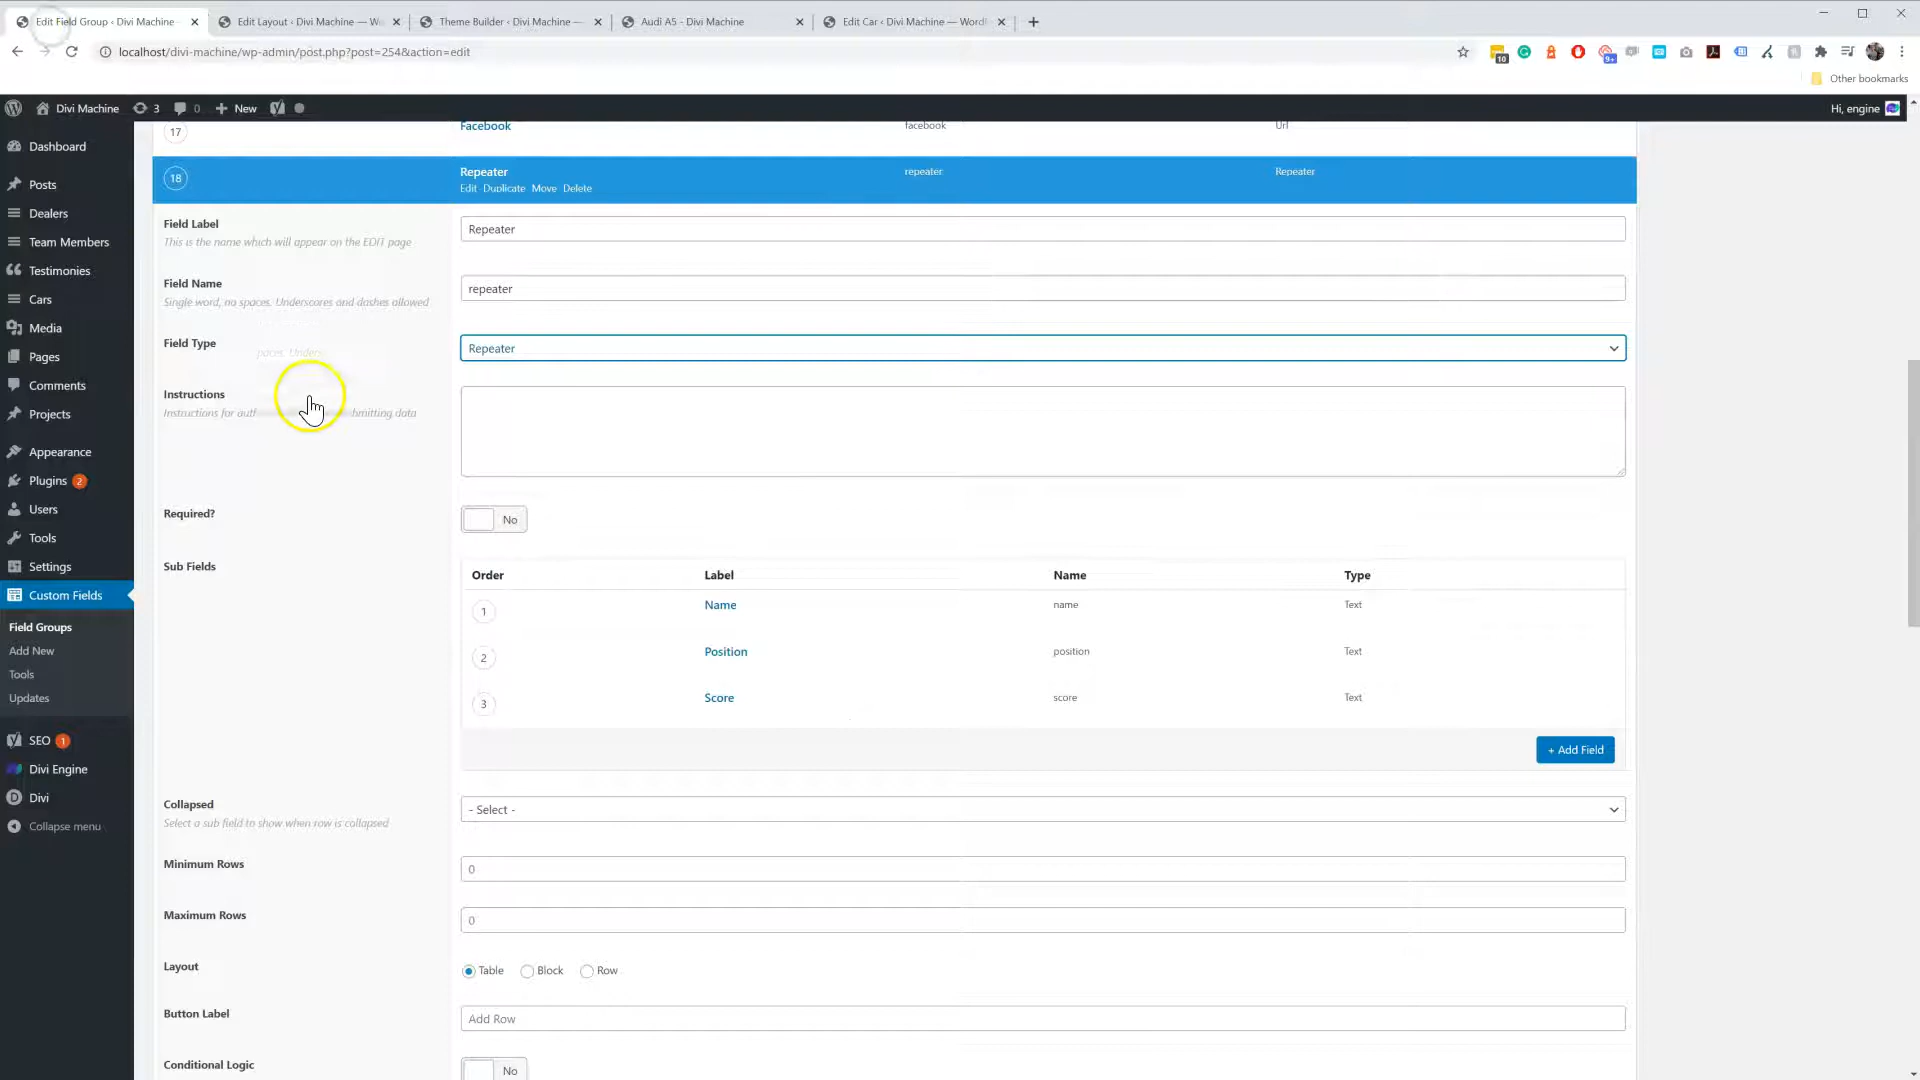 Edit Field Group ‹ Divi Machine
Edit Layout ‹ Divi Machine — W
Theme Builder ‹ Divi Machine —
Audi A5 - Divi Machine
Edit Car ‹ Divi Machine — Word
localhost/divi-machine/wp-admin/post.php?post=254&action=edit
10
9+
Other bookmarks
Divi Machine
3
0
New
Hi, engine
17
Facebook
facebook
Url
Dashboard
Posts
Dealers
Team Members
Testimonies
Cars
Media
Pages
Comments
Projects
Appearance
Plugins 2
Users
Tools
Settings
Custom Fields
Field Groups
Add New
Tools
Updates
SEO 1
Divi Engine
Divi
Collapse menu
18
Repeater
repeater
Repeater
Edit Duplicate Move Delete
Field Label
This is the name which will appear on the EDIT page
Repeater
Field Name
Single word, no spaces. Underscores and dashes allowed
repeater
Field Type
Repeater
Instructions
Instructions for
bmitting data
Required?
No
Sub Fields
Order Label Name Type
1 Name name Text
2 Position position Text
3 Score score Text
+ Add Field
Collapsed
Select a sub field to show when row is collapsed
- Select -
Minimum Rows
0
Maximum Rows
0
Layout
Table Block Row
Button Label
Add Row
Conditional Logic
No